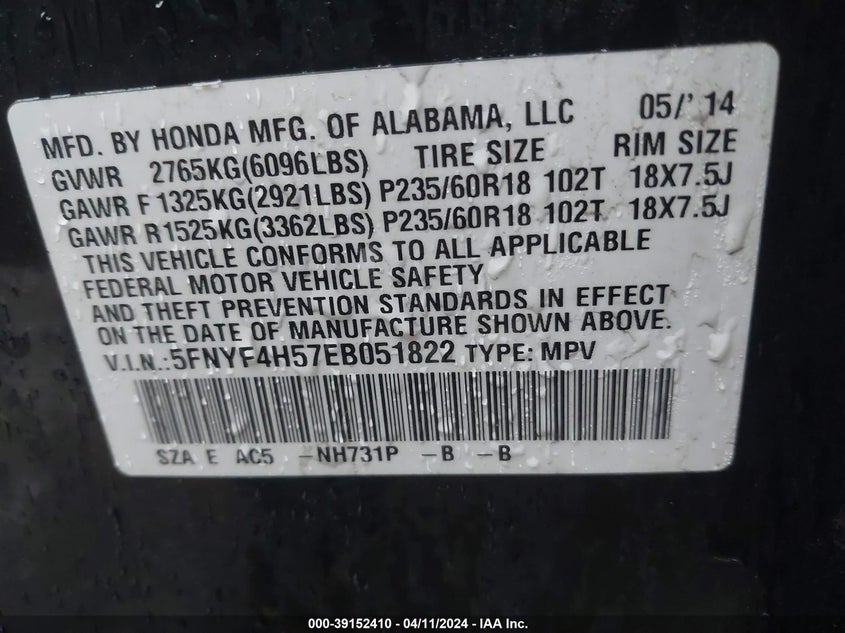 MFD. BY HONDA MFG. OF ALABAMA, LLC 05/' 14
GVWR 2765KG(6096LBS) TIRE SIZE RIM SIZE
GAWR F 1325KG(2921LBS) P235/60R18 102T 18X7.5J
GAWR R1525KG(3362LBS) P235/60R18 102T 18X7.5J
THIS VEHICLE CONFORMS TO ALL APPLICABLE
FEDERAL MOTOR VEHICLE SAFETY
AND THEFT PREVENTION STANDARDS IN EFFECT
ON THE DATE OF MANUFACTURE SHOWN ABOVE.
V.I.N.:5FNYF4H57EB051822 TYPE: MPV
SZA E AC5 -NH731P -B -B
000-39152410 - 04/11/2024 - IAA Inc.